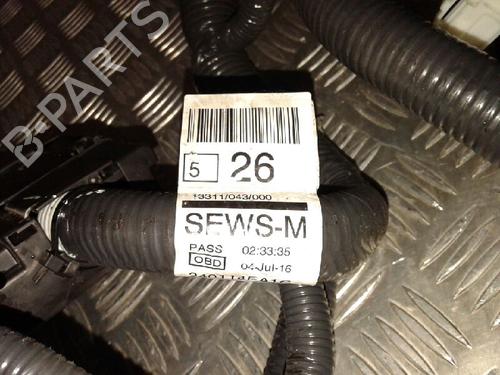 B-PARTS
5 26
13311/043/000
SEWS-M
PASS 02:33:35
OBD 04-Jul-16